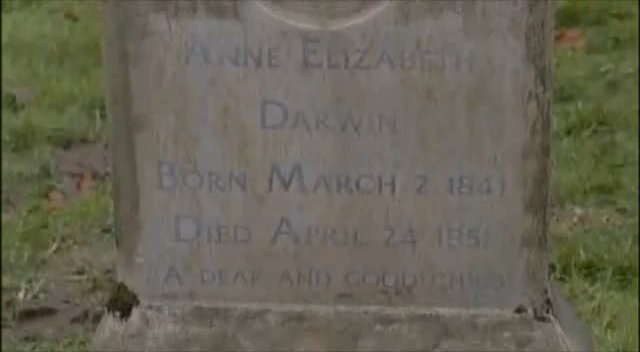 ANNE ELIZABETH
DARWIN
BORN MARCH 2 1841
DIED APRIL 24 1851
A DEAR AND GOOD CHILD